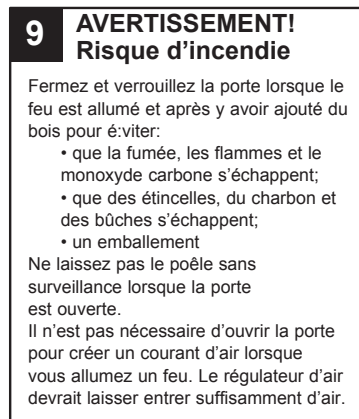 9
AVERTISSEMENT!
Risque d'incendie
Fermez et verrouillez la porte lorsque le
feu est allumé et après y avoir ajouté du
bois pour é:viter:
• que la fumée, les flammes et le
monoxyde carbone s'échappent;
• que des étincelles, du charbon et
des bûches s'échappent;
• un emballement
Ne laissez pas le poêle sans
surveillance lorsque la porte
est ouverte.
Il n'est pas nécessaire d'ouvrir la porte
pour créer un courant d'air lorsque
vous allumez un feu. Le régulateur d'air
devrait laisser entrer suffisamment d'air.